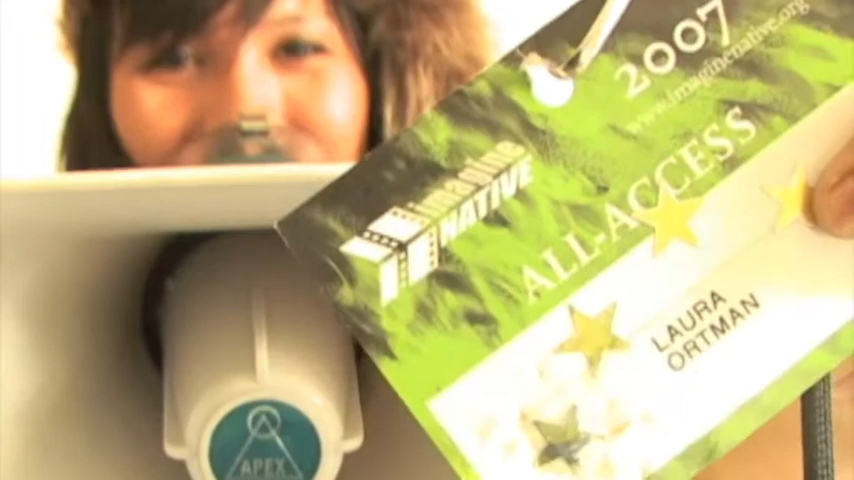 2007
www.imaginenative.org
imagine
NATIVE
ALL-ACCESS
LAURA
ORTMAN
APEX